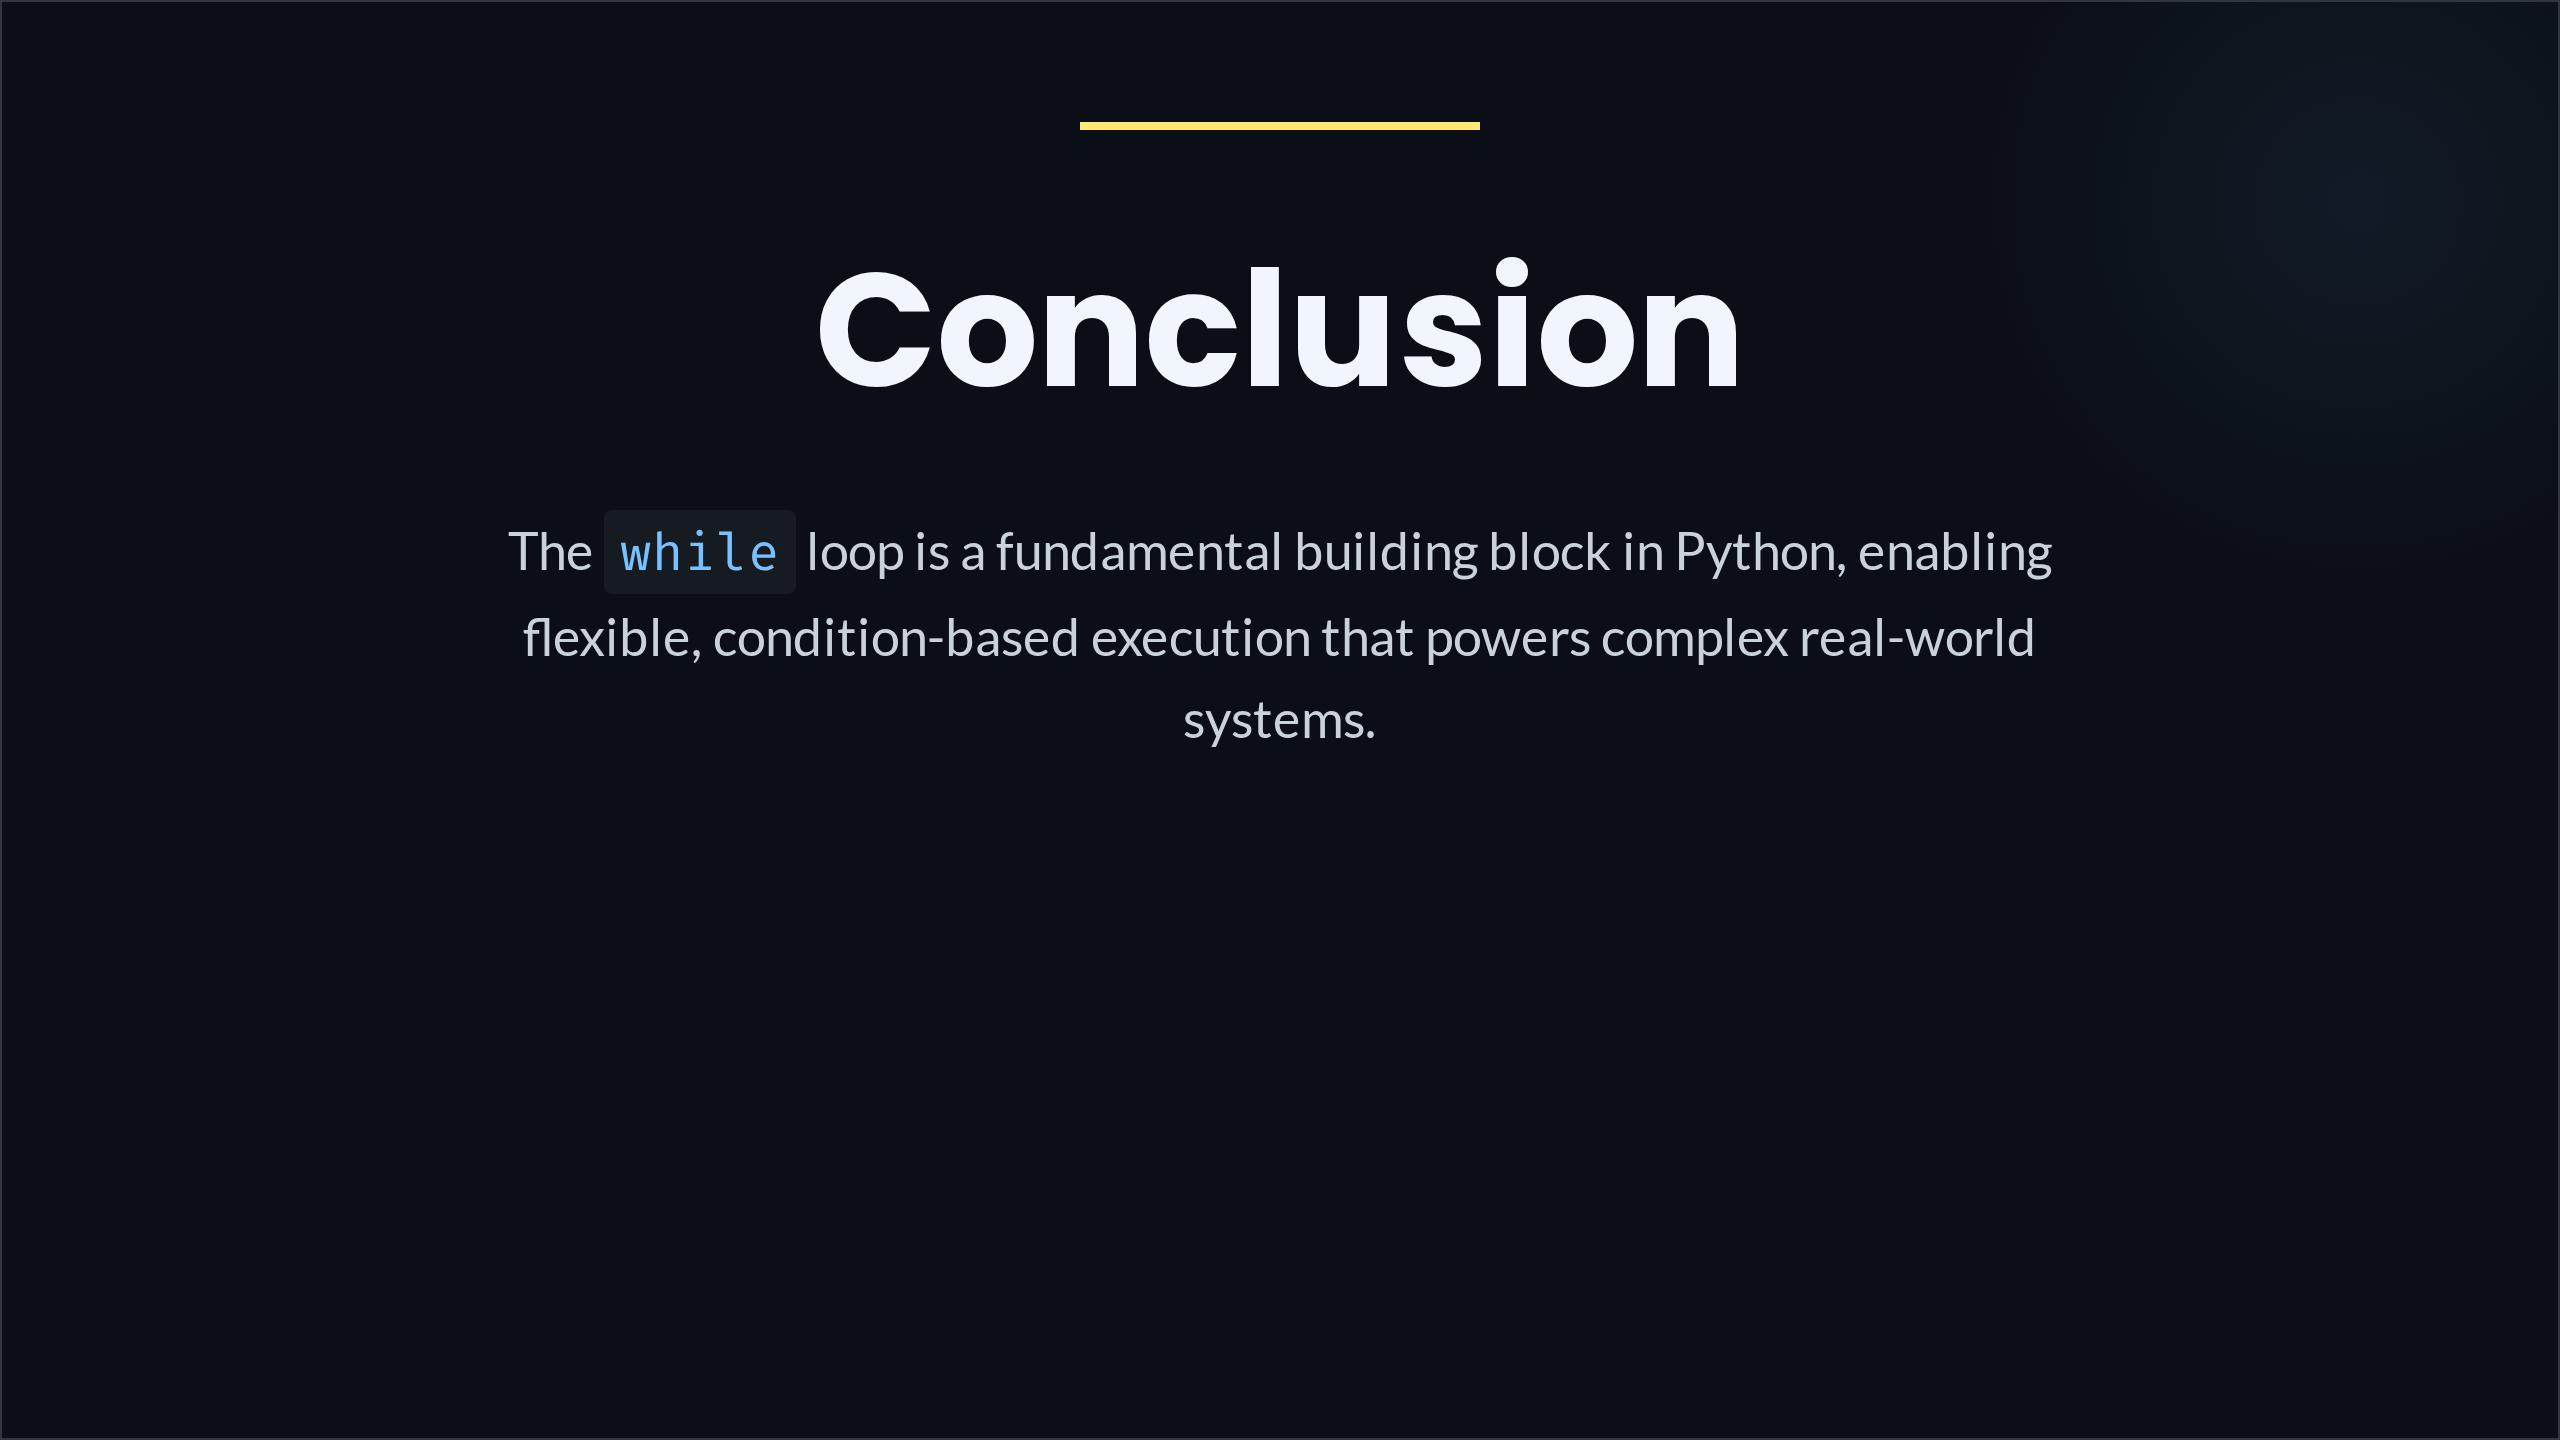 Conclusion
The while loop is a fundamental building block in Python, enabling
flexible, condition-based execution that powers complex real-world
systems.